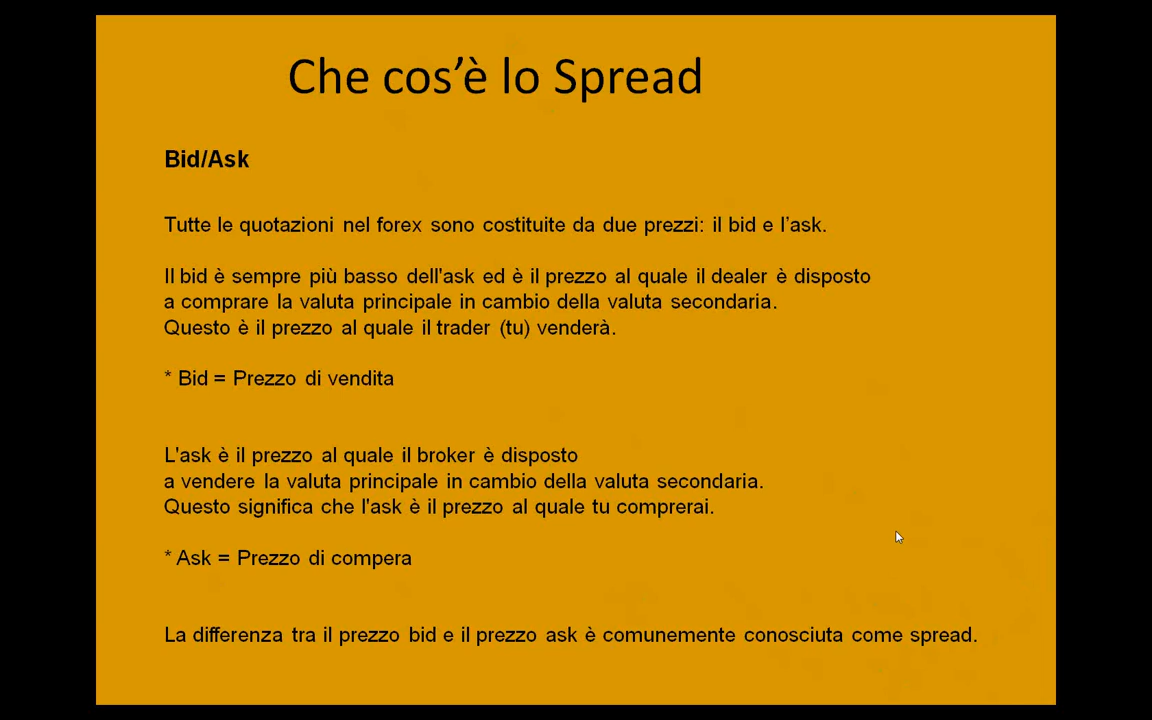 Che cos’è lo Spread
Bid/Ask
Tutte le quotazioni nel forex sono costituite da due prezzi: il bid e l’ask.
Il bid è sempre più basso dell'ask ed è il prezzo al quale il dealer è disposto
a comprare la valuta principale in cambio della valuta secondaria.
Questo è il prezzo al quale il trader (tu) venderà.
* Bid = Prezzo di vendita
L'ask è il prezzo al quale il broker è disposto
a vendere la valuta principale in cambio della valuta secondaria.
Questo significa che l'ask è il prezzo al quale tu comprerai.
* Ask = Prezzo di compera
La differenza tra il prezzo bid e il prezzo ask è comunemente conosciuta come spread.